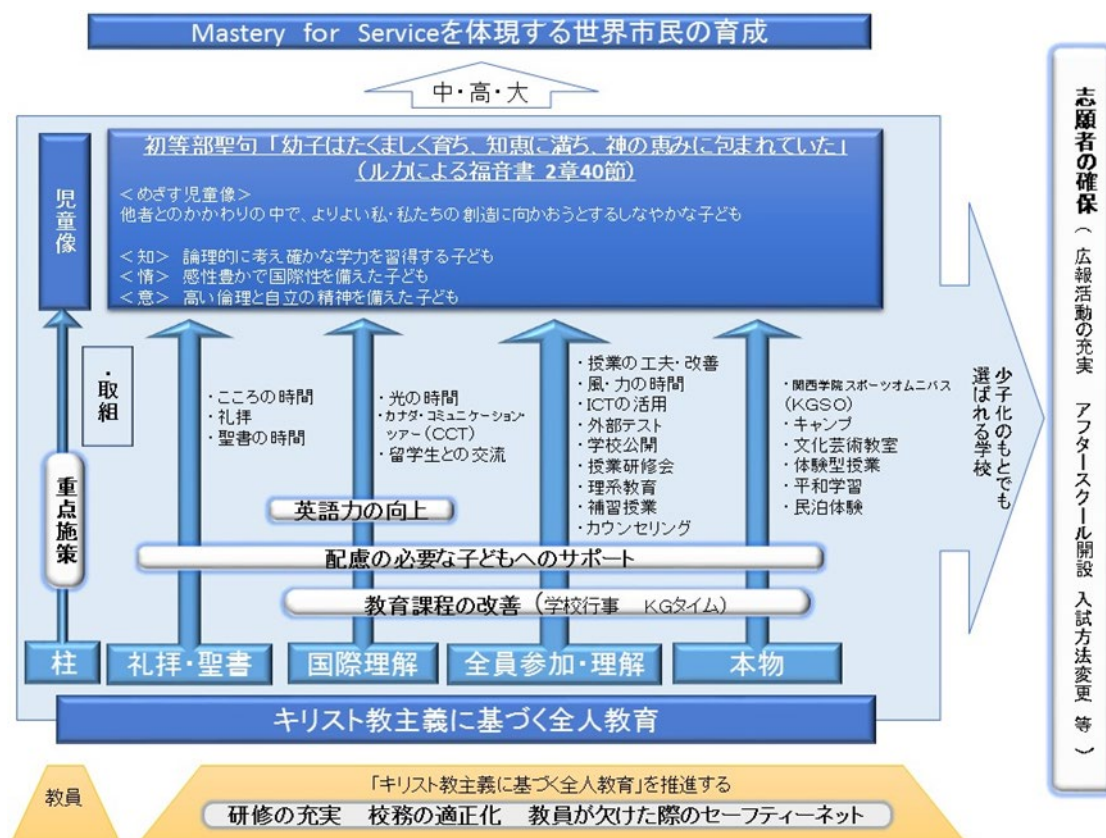 Mastery for Serviceを体現する世界市民の育成
中・高・大
児童像
初等部聖句「幼子はたくましく育ち、知恵に満ち、神の恵みに包まれていた」
(ルカによる福音書 2章40節)
<めざす児童像>
他者とのかかわりの中で、よりよい私・私たちの創造に向かおうとするしなやかな子ども
<知> 論理的に考え確かな学力を習得する子ども
<情> 感性豊かで国際性を備えた子ども
<意> 高い倫理と自立の精神を備えた子ども
・取組
・こころの時間
・礼拝
・聖書の時間
・光の時間
・カナダ・コミュニケーション・
ツアー(CCT)
・留学生との交流
・授業の工夫・改善
・風・力の時間
・ICTの活用
・外部テスト
・学校公開
・授業研修会
・理系教育
・補習授業
・カウンセリング
・関西学院スポーツオムニバス
(KGSO)
・キャンプ
・文化芸術教室
・体験型授業
・平和学習
・民泊体験
重点施策
英語力の向上
配慮の必要な子どもへのサポート
教育課程の改善(学校行事 KGタイム)
柱
礼拝・聖書
国際理解
全員参加・理解
本物
キリスト教主義に基づく全人教育
少子化のもとでも
選ばれる学校
志願者の確保(広報活動の充実 アフタースクール開設 入試方法変更 等)
教員
「キリスト教主義に基づく全人教育」を推進する
研修の充実 校務の適正化 教員が欠けた際のセーフティーネット